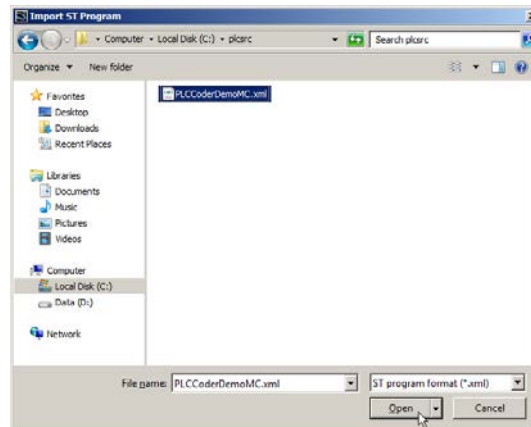 Import ST Program
Computer
Local Disk (C:)
plcsrc
Search plcsrc
Organize
New folder
Favorites
Desktop
Downloads
Recent Places
Libraries
Documents
Music
Pictures
Videos
Computer
Local Disk (C:)
Data (D:)
Network
PLCCoderDemoMC.xml
File name:
PLCCoderDemoMC.xml
ST program format (*.xml)
Open
Cancel